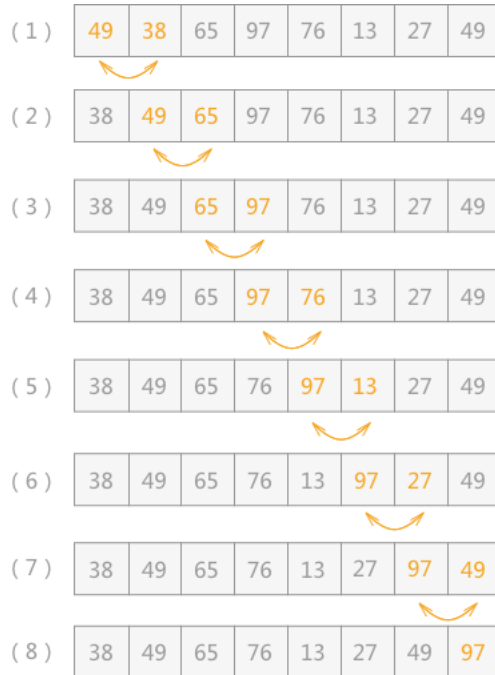 (1) 49 38 65 97 76 13 27 49
(2) 38 49 65 97 76 13 27 49
(3) 38 49 65 97 76 13 27 49
(4) 38 49 65 97 76 13 27 49
(5) 38 49 65 76 97 13 27 49
(6) 38 49 65 76 13 97 27 49
(7) 38 49 65 76 13 27 97 49
(8) 38 49 65 76 13 27 49 97